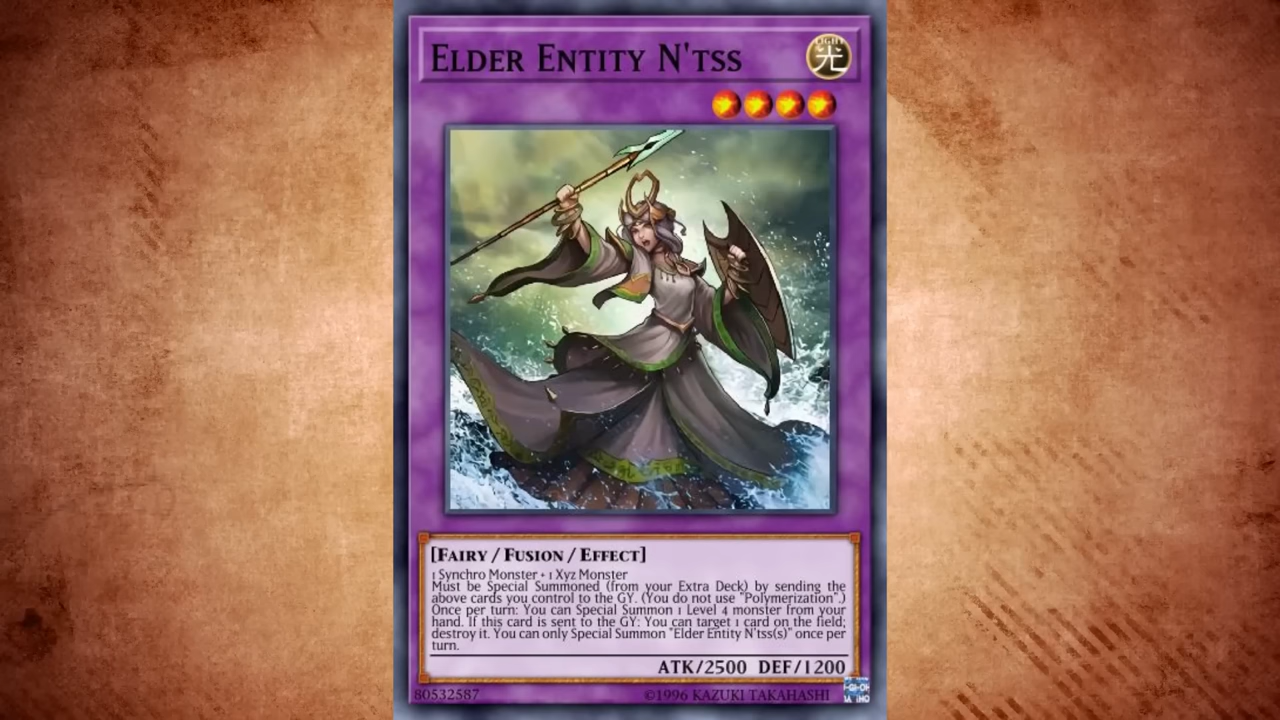 Elder Entity N'tss
LIGHT
光
[Fairy / Fusion / Effect]
1 Synchro Monster + 1 Xyz Monster
Must be Special Summoned (from your Extra Deck) by sending the
above cards you control to the GY. (You do not use "Polymerization".)
Once per turn: You can Special Summon 1 Level 4 monster from your
hand. If this card is sent to the GY: You can target 1 card on the field;
destroy it. You can only Special Summon "Elder Entity N'tss(s)" once per
turn.
ATK/2500 DEF/1200
80532587
©1996 KAZUKI TAKAHASHI